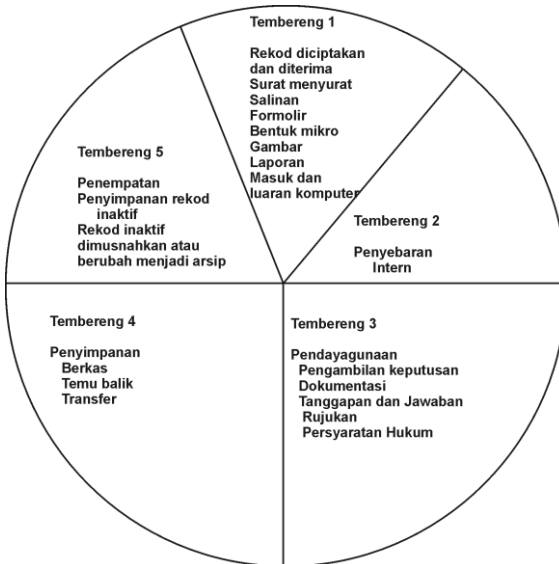 Tembereng 1
Rekod diciptakan
dan diterima
Surat menyurat
Salinan
Formolir
Bentuk mikro
Gambar
Laporan
Masuk dan
luaran komputer
Tembereng 2
Penyebaran
Intern
Tembereng 3
Pendayagunaan
Pengambilan keputusan
Dokumentasi
Tanggapan dan Jawaban
Rujukan
Persyaratan Hukum
Tembereng 4
Penyimpanan
Berkas
Temu balik
Transfer
Tembereng 5
Penempatan
Penyimpanan rekod
inaktif
Rekod inaktif
dimusnahkan atau
berubah menjadi arsip